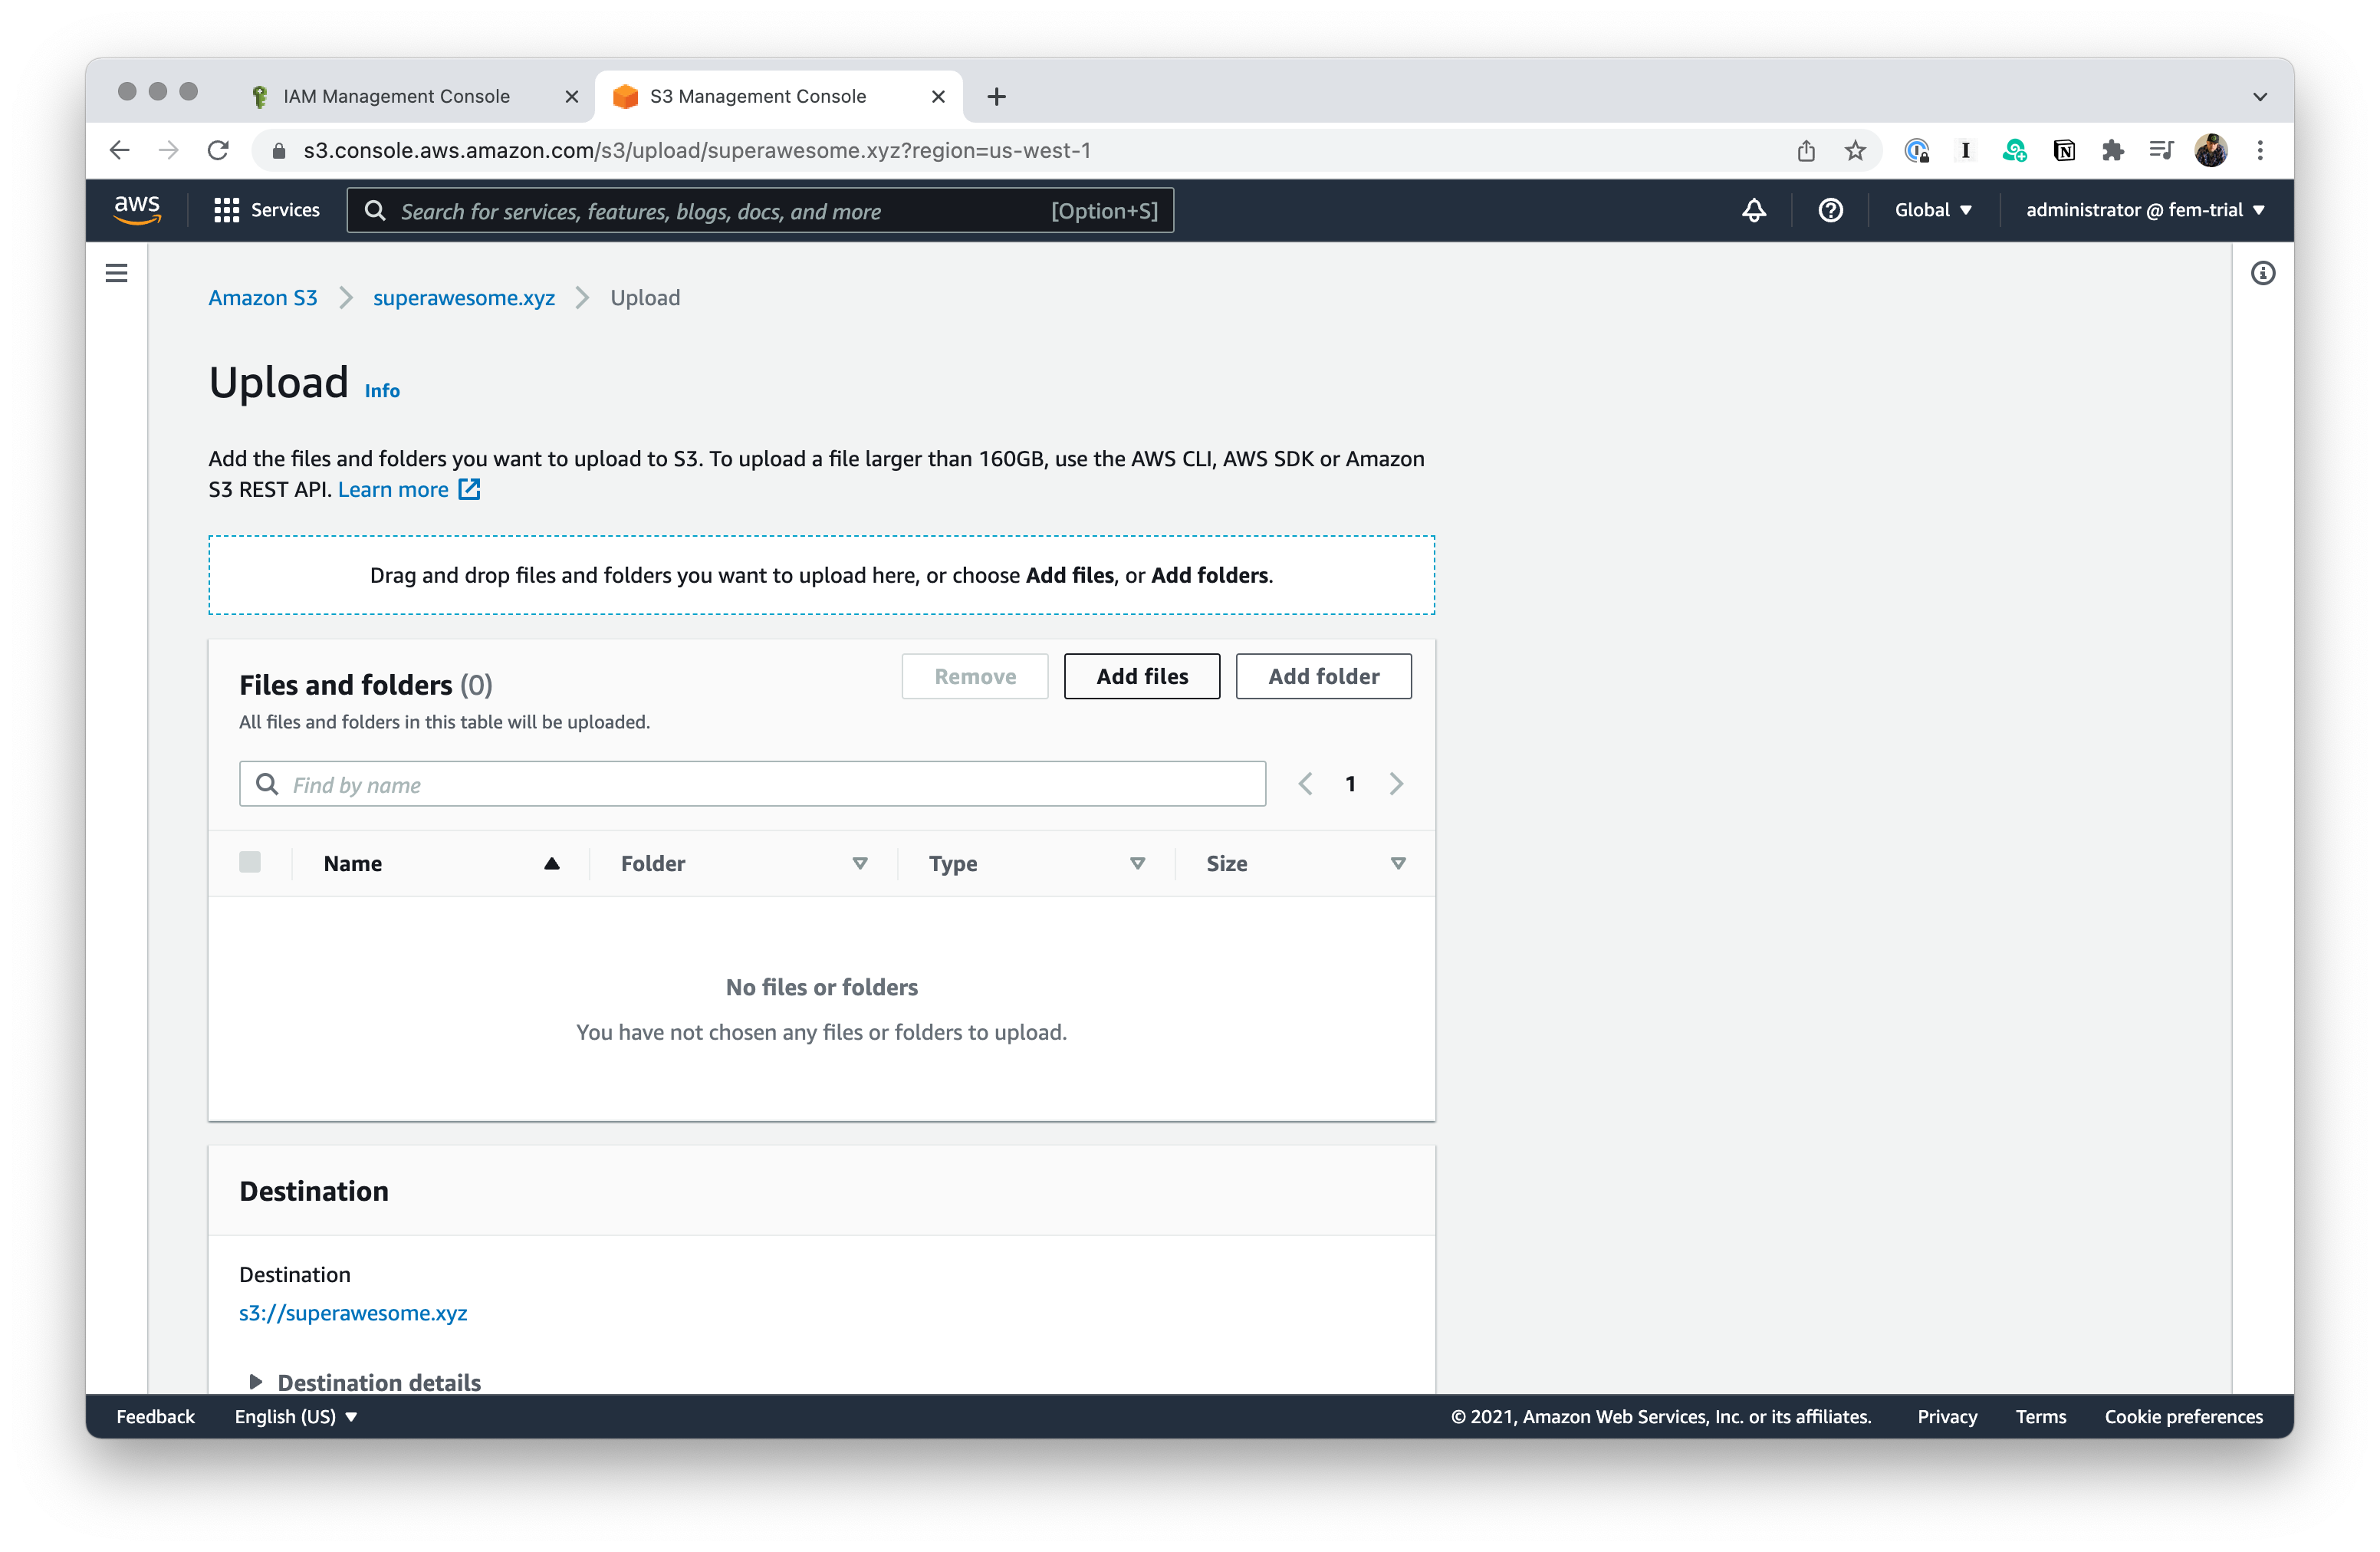 IAM Management Console
S3 Management Console
s3.console.aws.amazon.com/s3/upload/superawesome.xyz?region=us-west-1
aws
Services
Search for services, features, blogs, docs, and more
[Option+S]
Global
administrator @ fem-trial
Amazon S3
superawesome.xyz
Upload
Upload
Info
Add the files and folders you want to upload to S3. To upload a file larger than 160GB, use the AWS CLI, AWS SDK or Amazon
S3 REST API. Learn more
Drag and drop files and folders you want to upload here, or choose Add files, or Add folders.
Files and folders (0)
Remove
Add files
Add folder
All files and folders in this table will be uploaded.
Find by name
1
Name
Folder
Type
Size
No files or folders
You have not chosen any files or folders to upload.
Destination
Destination
s3://superawesome.xyz
Destination details
Feedback
English (US)
© 2021, Amazon Web Services, Inc. or its affiliates.
Privacy
Terms
Cookie preferences